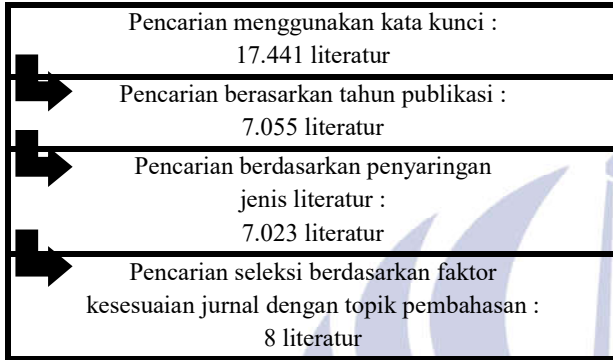 Pencarian menggunakan kata kunci :
17.441 literatur
Pencarian berasarkan tahun publikasi :
7.055 literatur
Pencarian berdasarkan penyaringan
jenis literatur :
7.023 literatur
Pencarian seleksi berdasarkan faktor
kesesuaian jurnal dengan topik pembahasan :
8 literatur